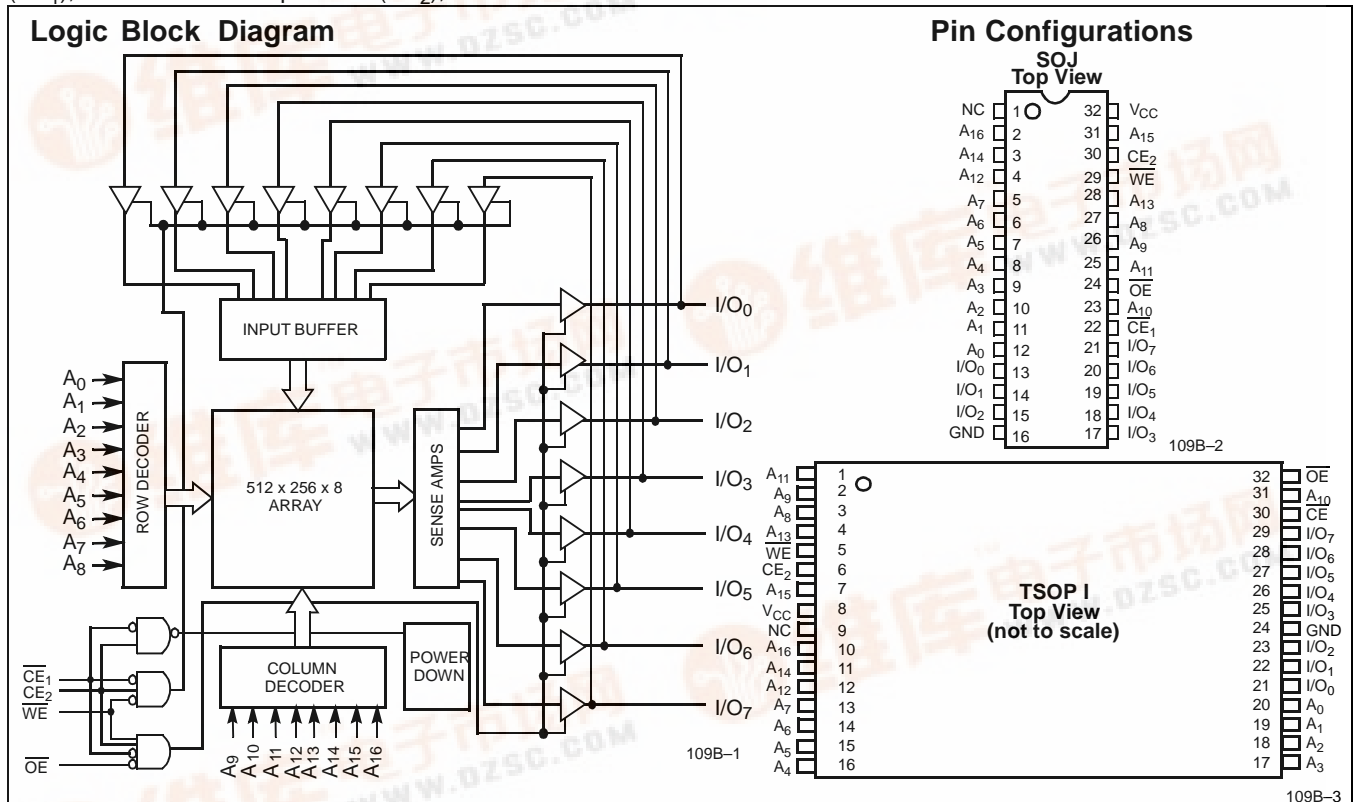 Logic Block Diagram
INPUT BUFFER
A0
A1
A2
A3
A4
A5
A6
A7
A8
ROW DECODER
512 x 256 x 8
ARRAY
SENSE AMPS
I/O0
I/O1
I/O2
I/O3
I/O4
I/O5
I/O6
I/O7
COLUMN
DECODER
POWER
DOWN
CE1
CE2
WE
OE
A9
A10
A11
A12
A13
A14
A15
A16
109B–1
Pin Configurations
SOJ
Top View
NC 1 32 VCC
A16 2 31 A15
A14 3 30 CE2
A12 4 29 WE
A7 5 28 A13
A6 6 27 A8
A5 7 26 A9
A4 8 25 A11
A3 9 24 OE
A2 10 23 A10
A1 11 22 CE1
A0 12 21 I/O7
I/O0 13 20 I/O6
I/O1 14 19 I/O5
I/O2 15 18 I/O4
GND 16 17 I/O3
109B–2
A11 1 32 OE
A9 2 31 A10
A8 3 30 CE
A13 4 29 I/O7
WE 5 28 I/O6
CE2 6 27 I/O5
A15 7 26 I/O4
VCC 8 25 I/O3
NC 9 24 GND
A16 10 23 I/O2
A14 11 22 I/O1
A12 12 21 I/O0
A7 13 20 A0
A6 14 19 A1
A5 15 18 A2
A4 16 17 A3
TSOP I
Top View
(not to scale)
109B–3
维库电子市场网
WWW.DZSC.COM